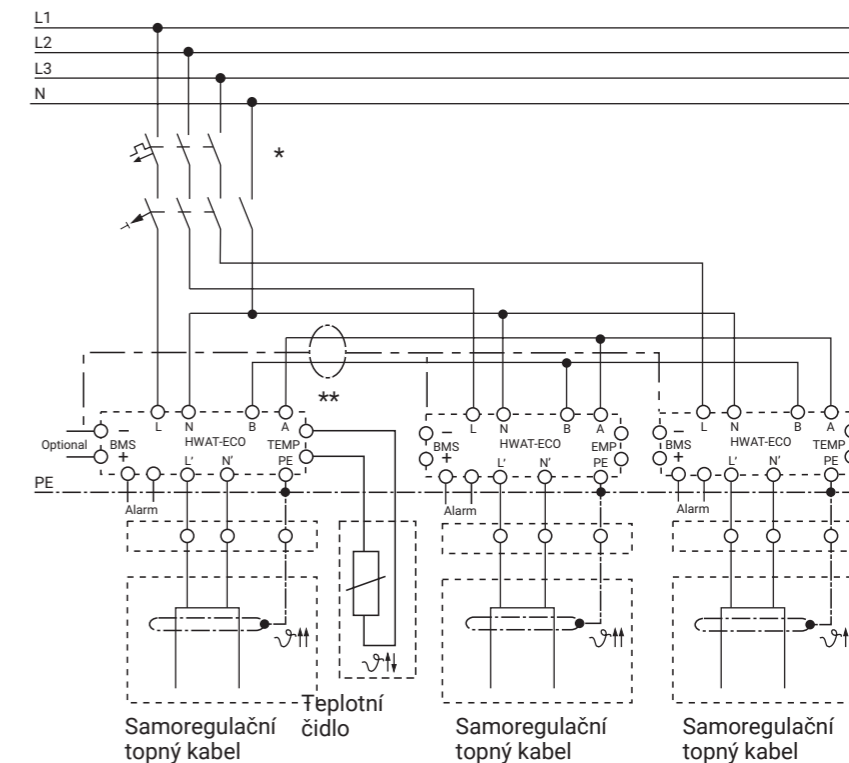 L1
L2
L3
N
*
**
L N B A
L N B A
L N B A
Optional
– BMS HWAT-ECO TEMP
– BMS HWAT-ECO EMP
– BMS HWAT-ECO TEMP
+ L' N' PE
+ L' N' PE
+ L' N' PE
PE
Alarm
Alarm
Alarm
Samoregulační
topný kabel
Teplotní
čidlo
Samoregulační
topný kabel
Samoregulační
topný kabel